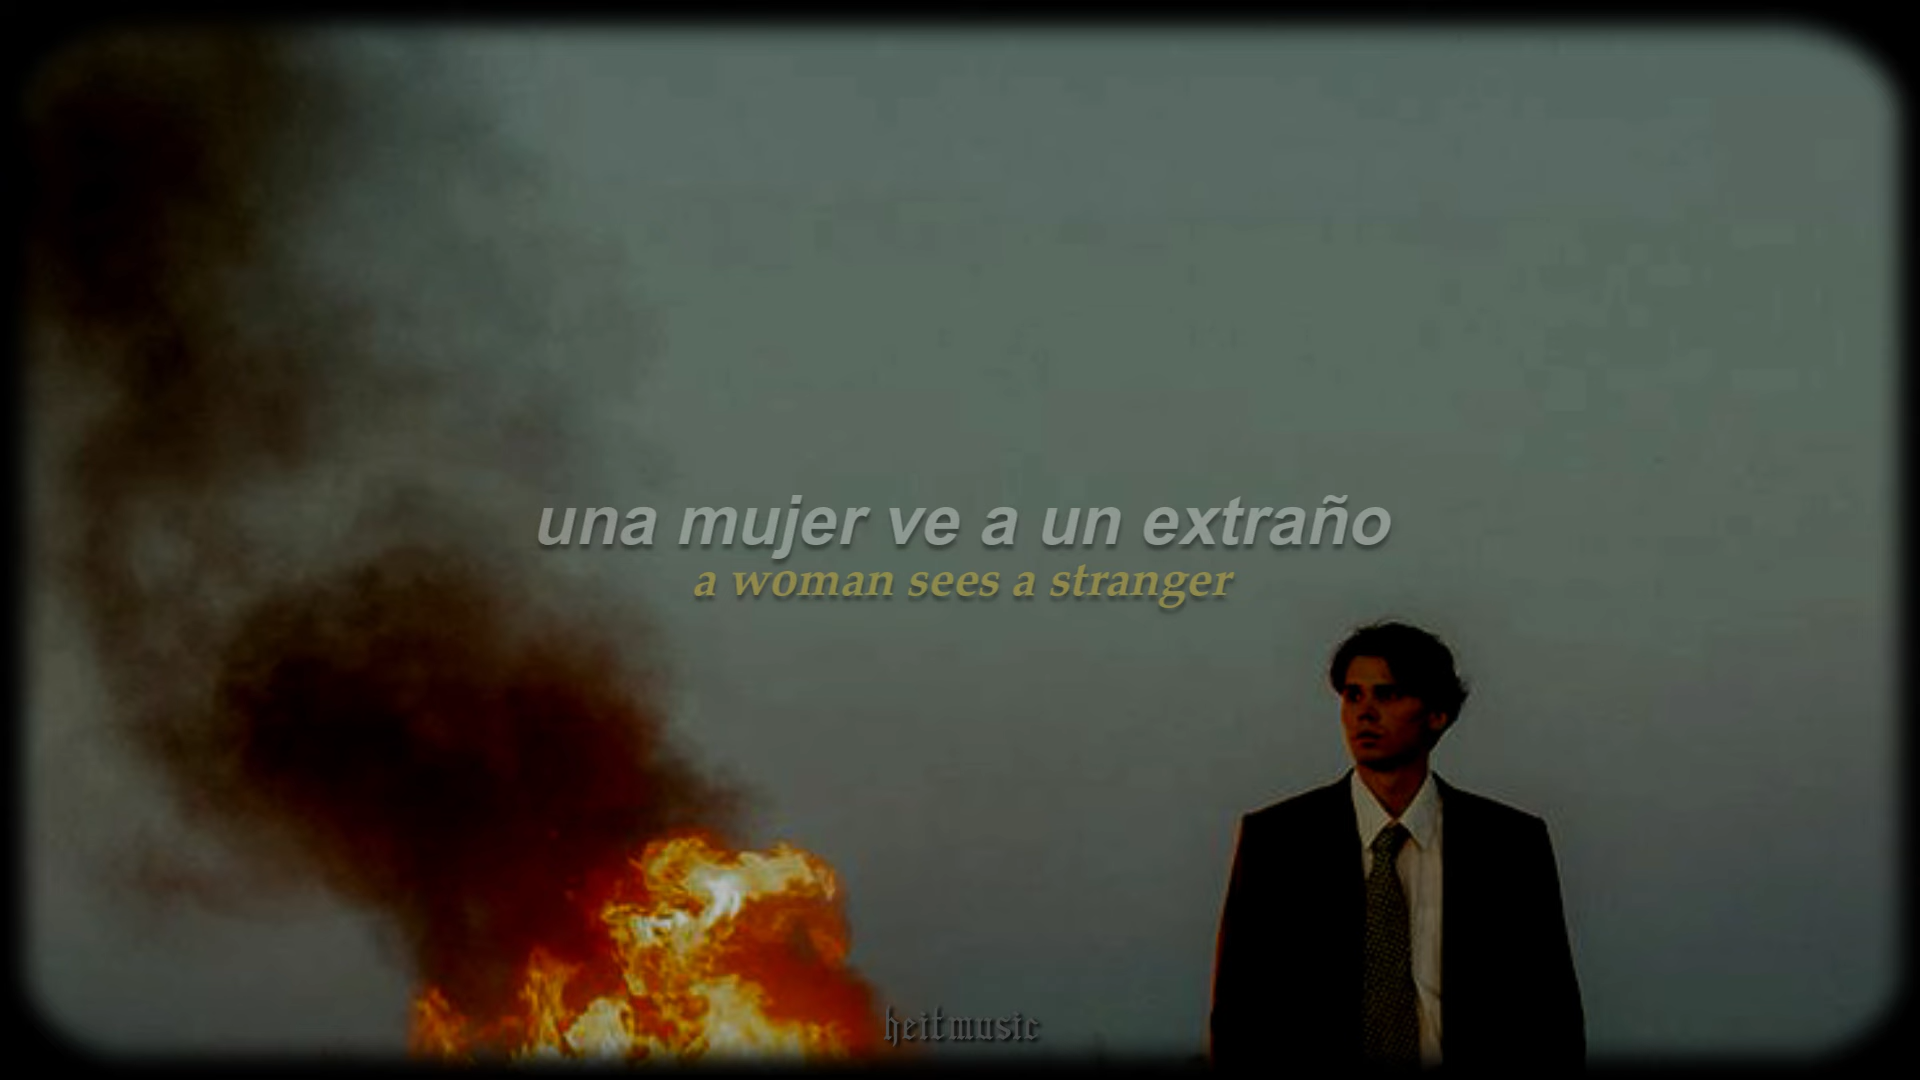 una mujer ve a un extraño
a woman sees a stranger
heitmusic